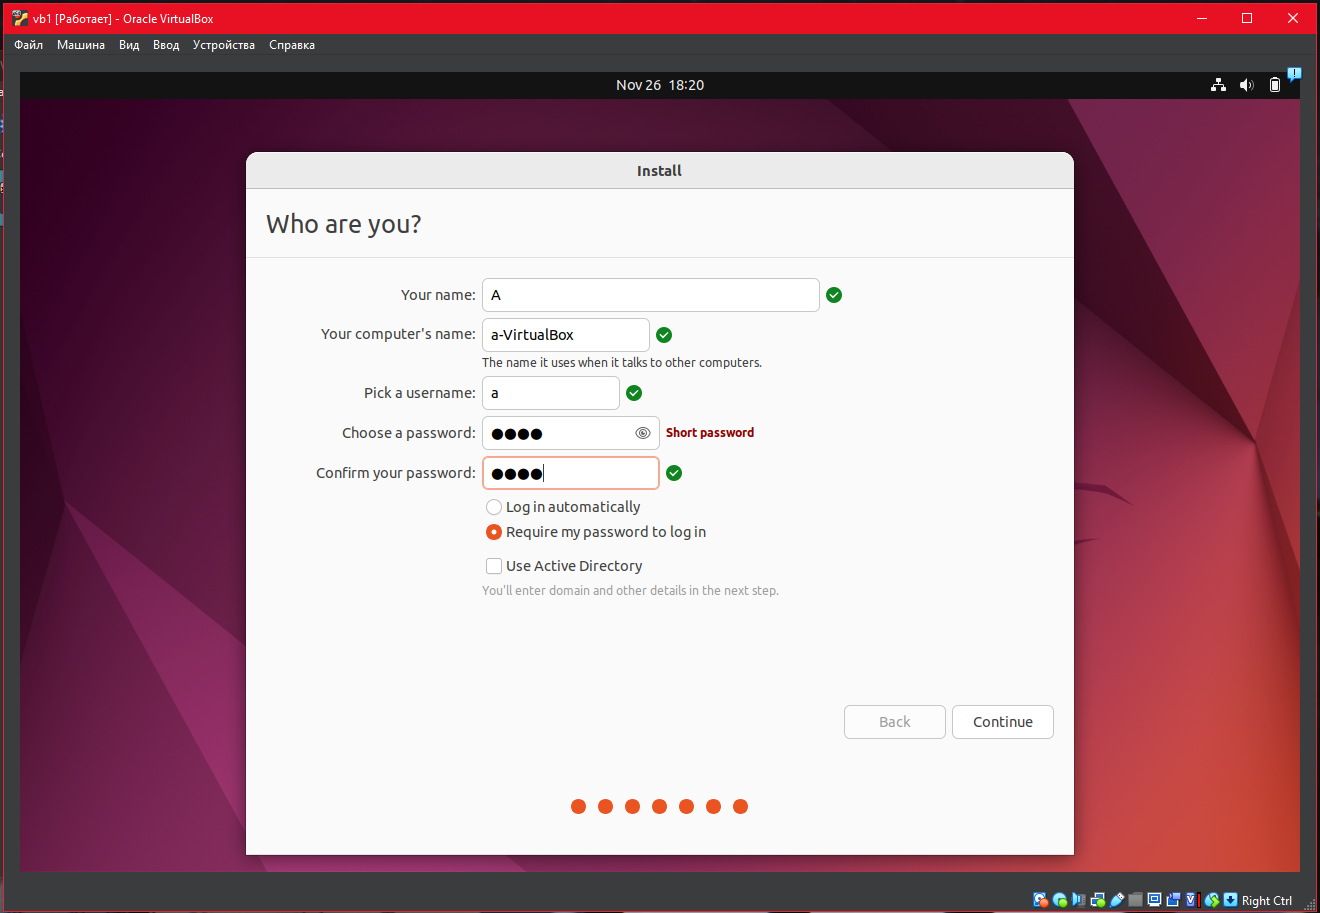 vb1 [Работает] - Oracle VirtualBox
Файл Машина Вид Ввод Устройства Справка
Nov 26 18:20
Install
Who are you?
Your name: A
Your computer's name: a-VirtualBox
The name it uses when it talks to other computers.
Pick a username: a
Choose a password: ●●●● Short password
Confirm your password: ●●●●
Log in automatically
Require my password to log in
Use Active Directory
You'll enter domain and other details in the next step.
Back Continue
Right Ctrl